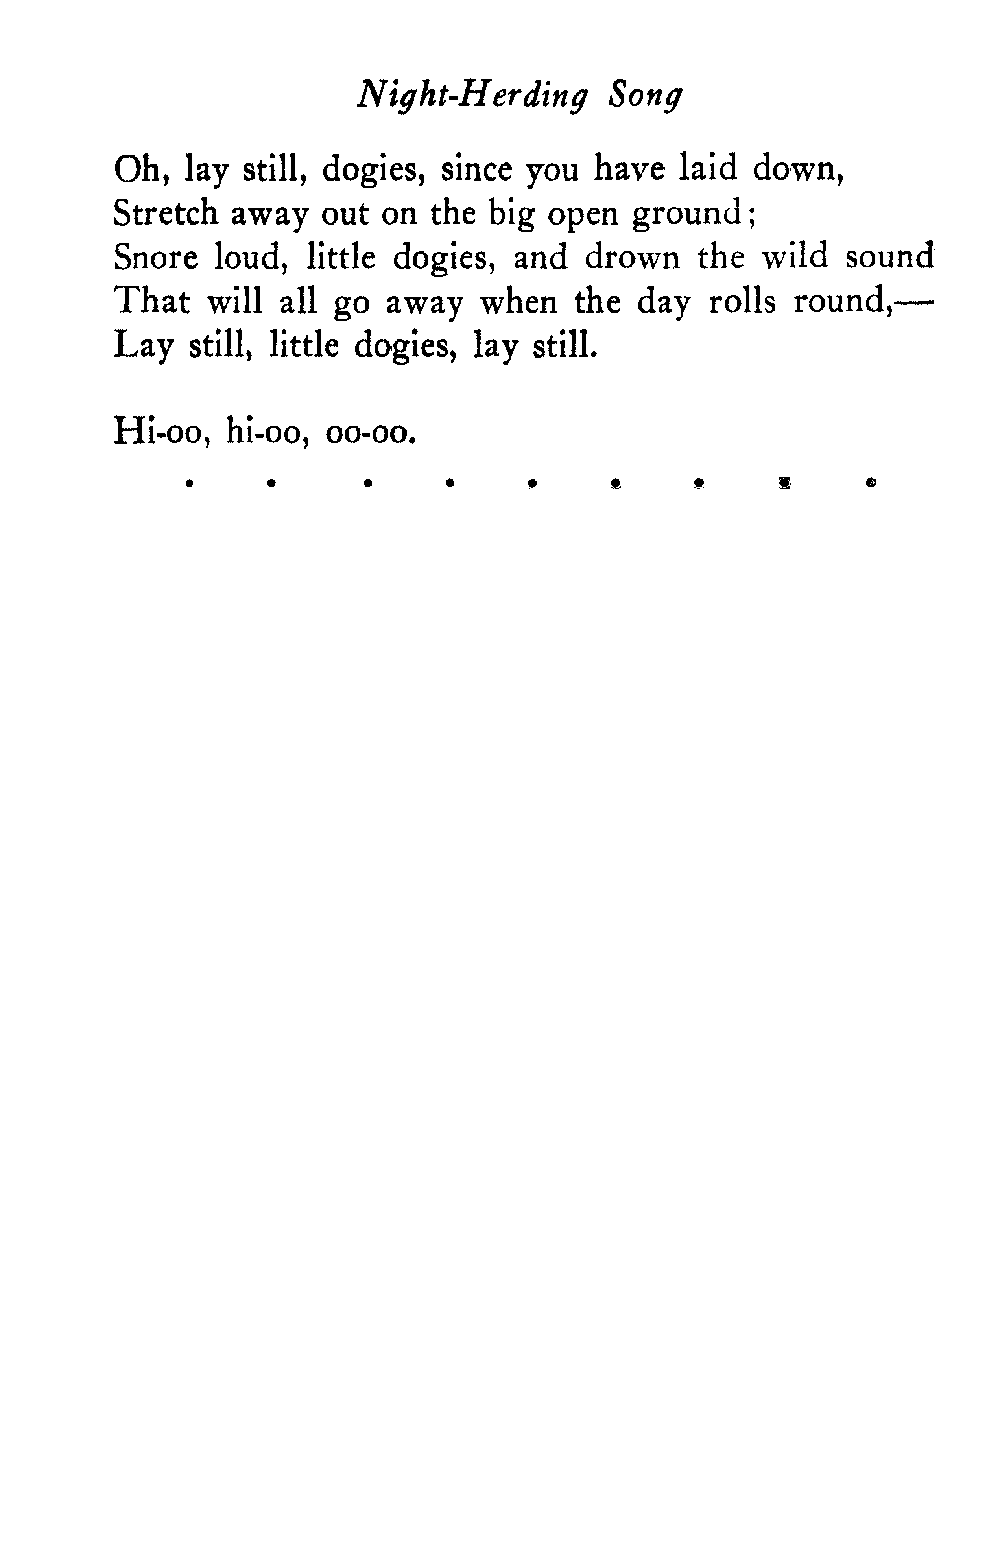 Night-Herding Song
Oh, lay still, dogies, since you have laid down,
Stretch away out on the big open ground;
Snore loud, little dogies, and drown the wild sound
That will all go away when the day rolls round,—
Lay still, little dogies, lay still.
Hi-oo, hi-oo, oo-oo.
. . . . . . . . .